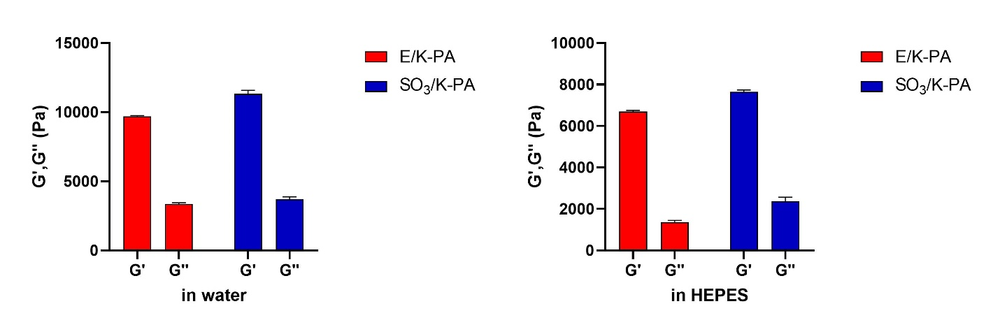 15000
10000
5000
0
G',G'' (Pa)
G'
G''
G'
G''
in water
E/K-PA
SO₃/K-PA
10000
8000
6000
4000
2000
0
G',G'' (Pa)
G'
G''
G'
G''
in HEPES
E/K-PA
SO₃/K-PA